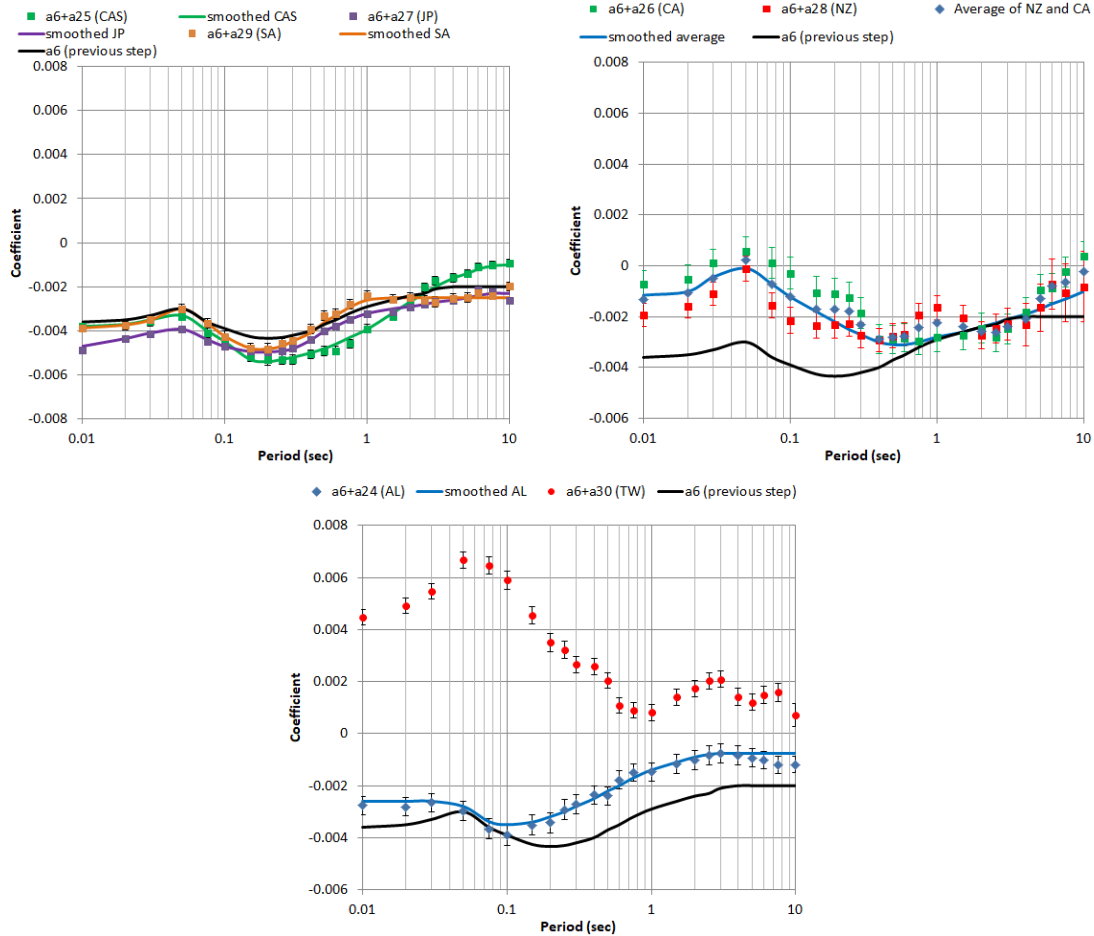 a6+a25 (CAS) smoothed CAS a6+a27 (JP)
smoothed JP a6+a29 (SA) smoothed SA
a6 (previous step)
0.008
0.006
0.004
0.002
0
-0.002
-0.004
-0.006
-0.008
Coefficient
0.01 0.1 1 10
Period (sec)
a6+a26 (CA) a6+a28 (NZ) Average of NZ and CA
smoothed average a6 (previous step)
0.008
0.006
0.004
0.002
0
-0.002
-0.004
-0.006
Coefficient
0.01 0.1 1 10
Period (sec)
a6+a24 (AL) smoothed AL a6+a30 (TW) a6 (previous step)
0.008
0.006
0.004
0.002
0
-0.002
-0.004
-0.006
Coefficient
0.01 0.1 1 10
Period (sec)